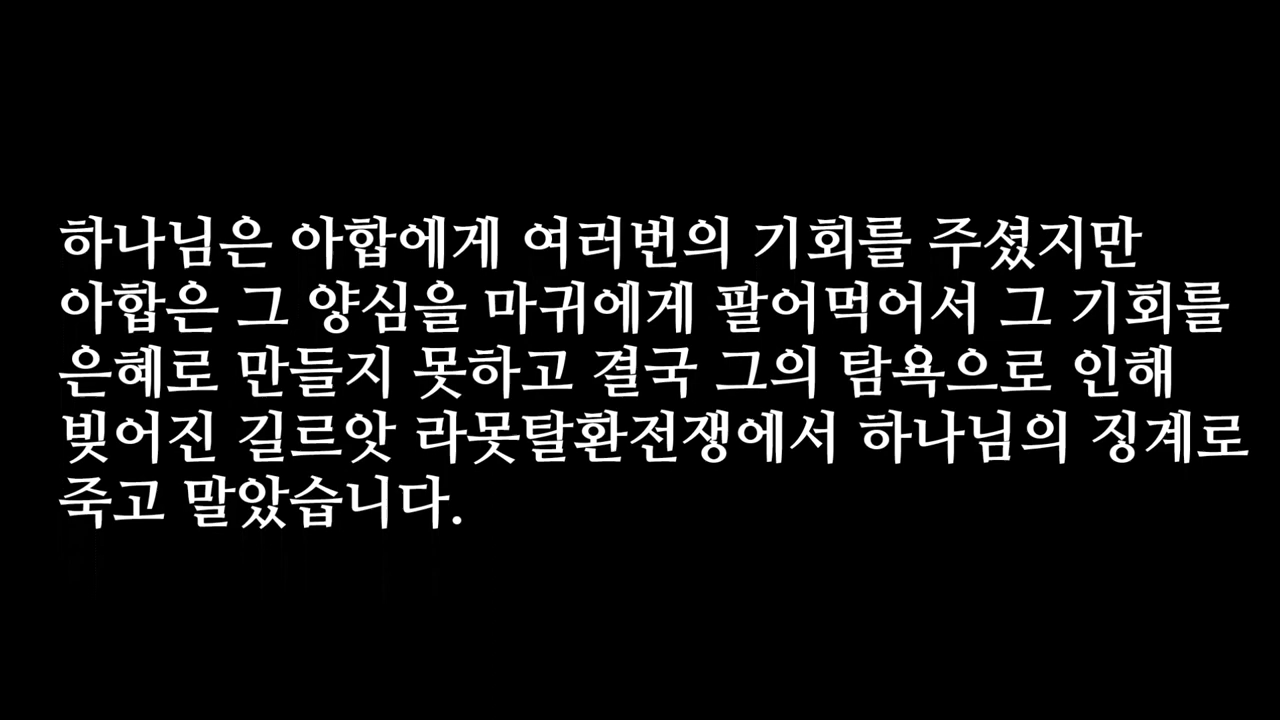 하나님은 아합에게 여러번의 기회를 주셨지만
아합은 그 양심을 마귀에게 팔어먹어서 그 기회를
은혜로 만들지 못하고 결국 그의 탐욕으로 인해
빚어진 길르앗 라못탈환전쟁에서 하나님의 징계로
죽고 말았습니다.